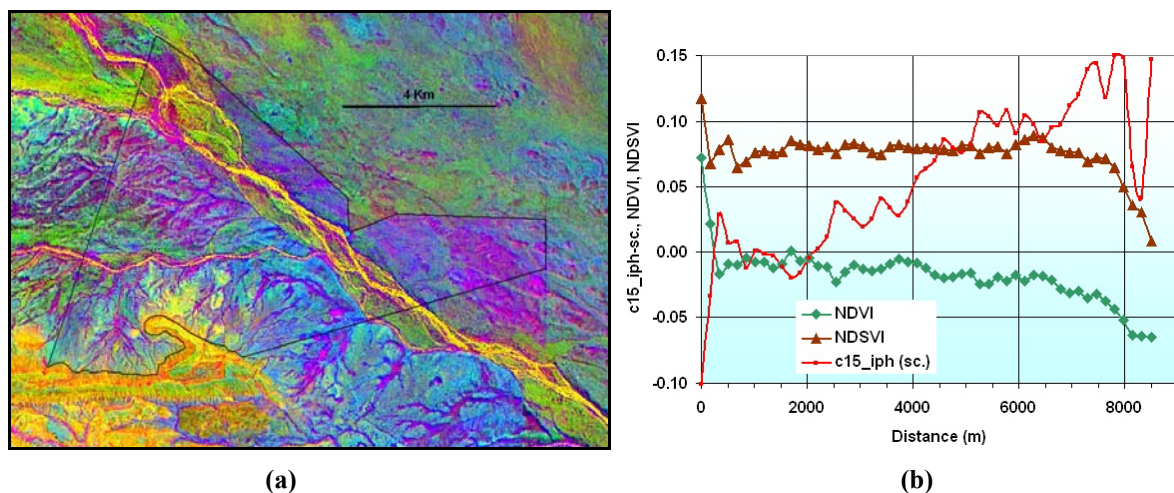 4 Km
(a)
c15_iph-sc., NDVI, NDSVI
0.15
0.10
0.05
0.00
-0.05
-0.10
NDVI
NDSVI
c15_iph (sc.)
0
2000
4000
6000
8000
Distance (m)
(b)